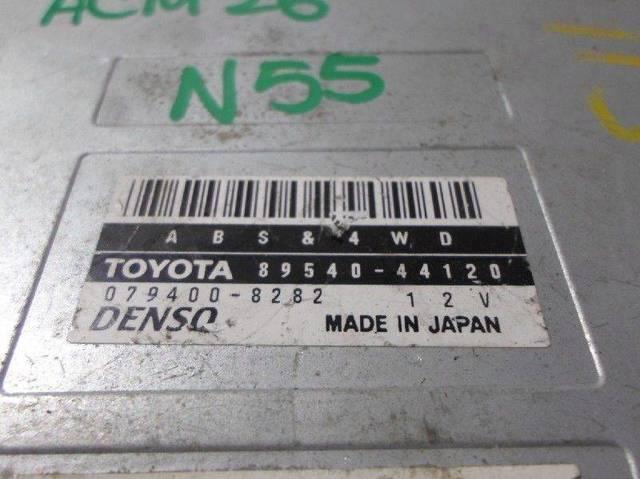 ACM 26
N55
ABS & 4WD
TOYOTA 89540-44120
079400-8282 12V
DENSO MADE IN JAPAN